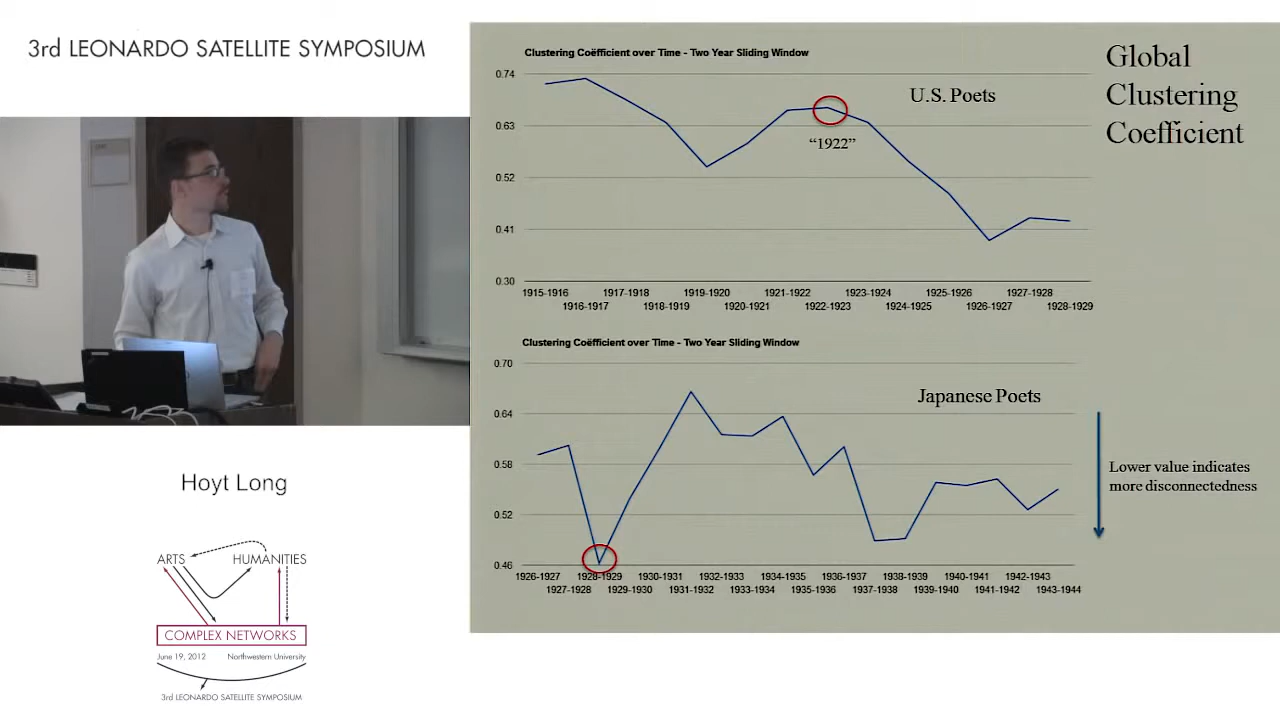 3rd LEONARDO SATELLITE SYMPOSIUM
Hoyt Long
ARTS HUMANITIES
COMPLEX NETWORKS
June 19, 2012 Northwestern University
3rd LEONARDO SATELLITE SYMPOSIUM
Clustering Coëfficient over Time - Two Year Sliding Window
Global
Clustering
Coefficient
U.S. Poets
"1922"
0.74
0.63
0.52
0.41
0.30
1915-1916 1917-1918 1919-1920 1921-1922 1923-1924 1925-1926 1927-1928
1916-1917 1918-1919 1920-1921 1922-1923 1924-1925 1926-1927 1928-1929
Clustering Coëfficient over Time - Two Year Sliding Window
Japanese Poets
0.70
0.64
0.58
0.52
0.46
1926-1927 1928-1929 1930-1931 1932-1933 1934-1935 1936-1937 1938-1939 1940-1941 1942-1943
1927-1928 1929-1930 1931-1932 1933-1934 1935-1936 1937-1938 1939-1940 1941-1942 1943-1944
Lower value indicates
more disconnectedness